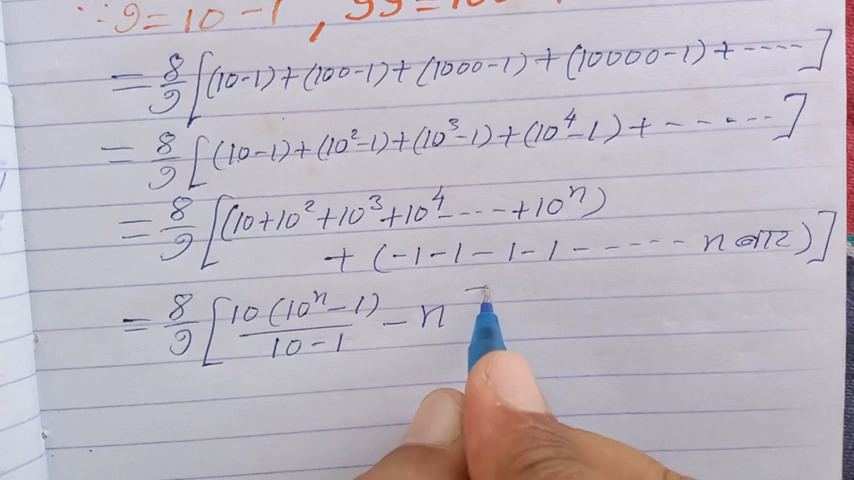 ∵ 9 = 10 - 1 ,
= 8/9 [(10-1) + (100-1) + (1000-1) + (10000-1) + ----]
= 8/9 [(10-1) + (10²-1) + (10³-1) + (10⁴-1) + ------]
= 8/9 [(10+10²+10³+10⁴----+10ⁿ)
+ (-1-1-1-1------ n
= 8/9 [10(10ⁿ-1)/10-1 - n